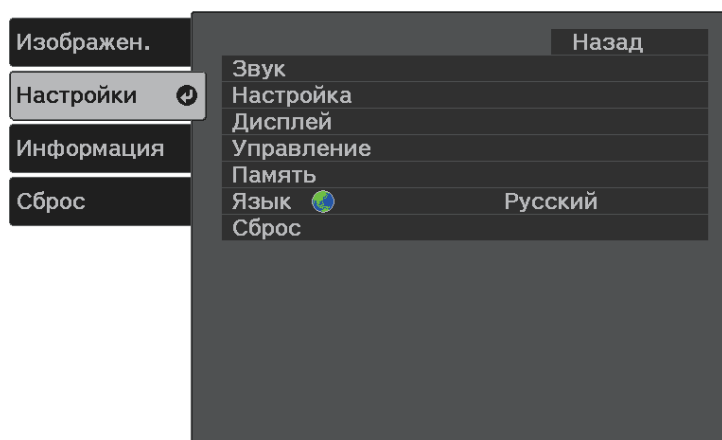 Изображен.
Настройки
Информация
Сброс
Назад
Звук
Настройка
Дисплей
Управление
Память
Язык Русский
Сброс